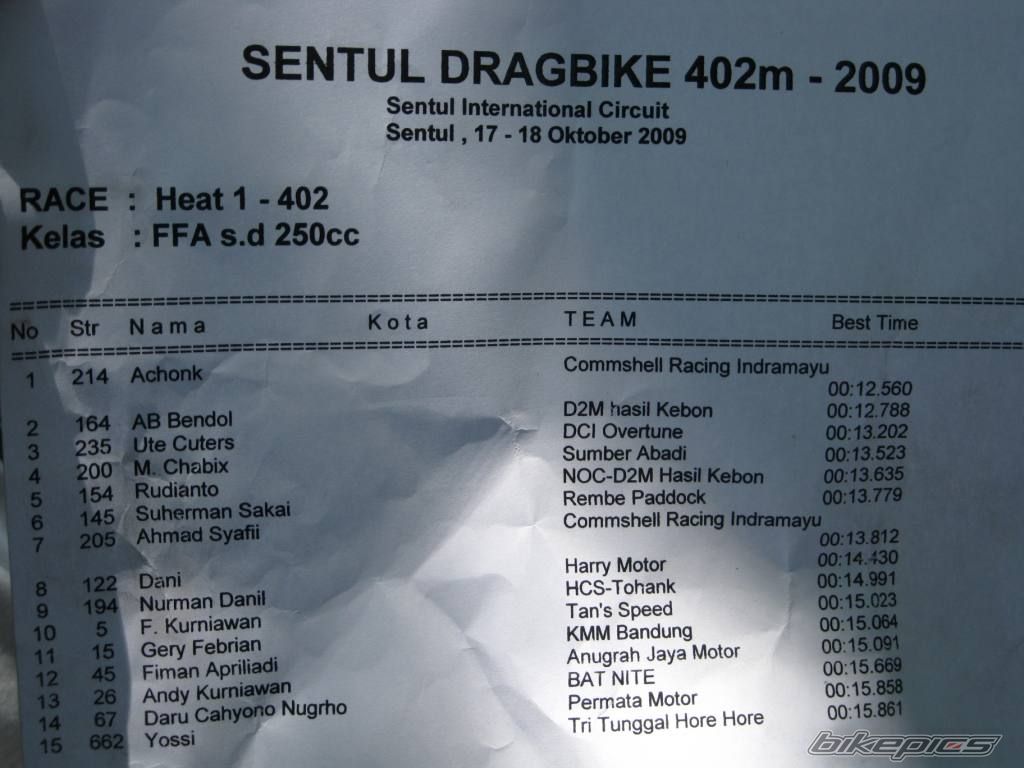 SENTUL DRAGBIKE 402m - 2009
Sentul International Circuit
Sentul , 17 - 18 Oktober 2009
RACE : Heat 1 - 402
Kelas : FFA s.d 250cc
No Str N a m a K o t a T E A M Best Time
1 214 Achonk Commshell Racing Indramayu
00:12.560
2 164 AB Bendol D2M hasil Kebon 00:12.788
3 235 Ute Cuters DCI Overtune 00:13.202
4 200 M. Chabix Sumber Abadi 00:13.523
5 154 Rudianto NOC-D2M Hasil Kebon 00:13.635
6 145 Suherman Sakai Rembe Paddock 00:13.779
7 205 Ahmad Syafii Commshell Racing Indramayu
00:13.812
8 122 Dani Harry Motor 00:14.430
9 194 Nurman Danil HCS-Tohank 00:14.991
10 5 F. Kurniawan Tan's Speed 00:15.023
11 15 Gery Febrian KMM Bandung 00:15.064
12 45 Fiman Apriliadi Anugrah Jaya Motor 00:15.091
13 26 Andy Kurniawan BAT NITE 00:15.669
14 67 Daru Cahyono Nugrho Permata Motor 00:15.858
15 662 Yossi Tri Tunggal Hore Hore 00:15.861
bikepics